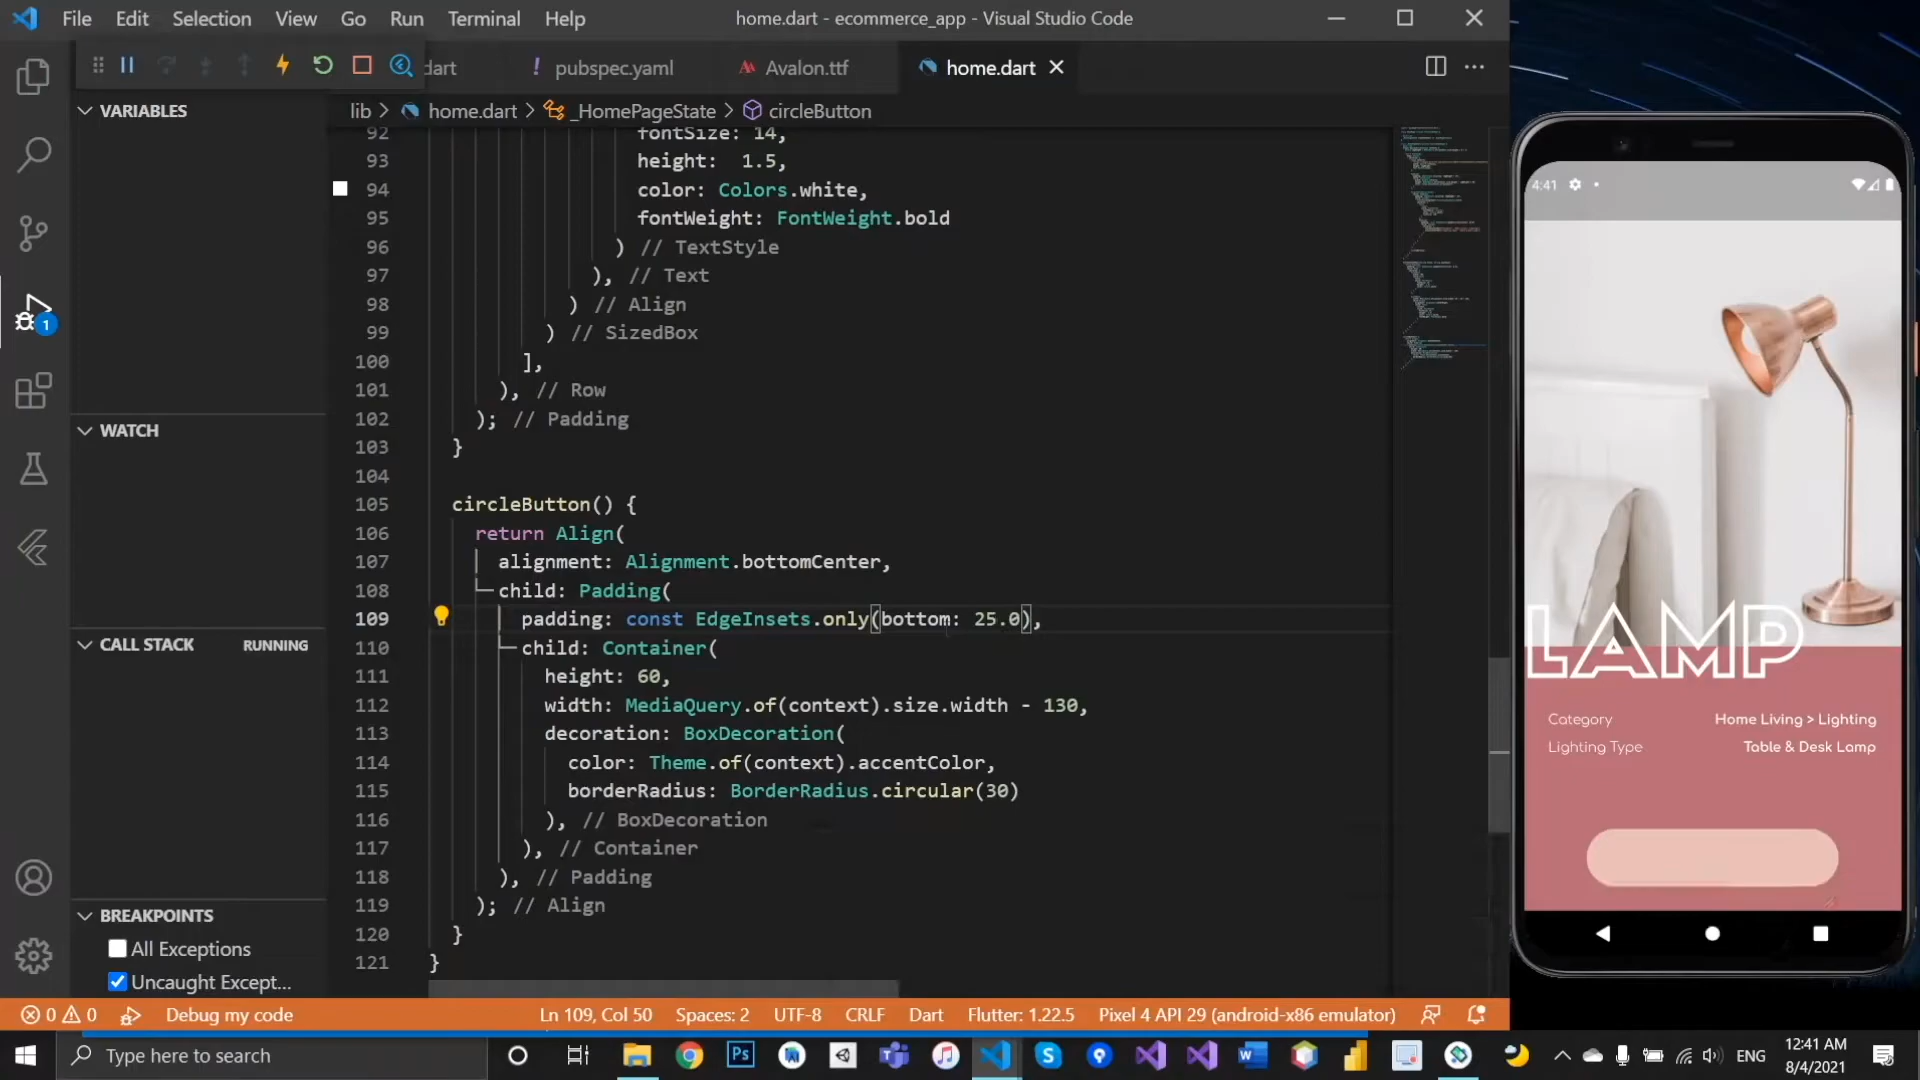 File Edit Selection View Go Run Terminal Help
home.dart - ecommerce_app - Visual Studio Code
dart ! pubspec.yaml Avalon.ttf home.dart
lib > home.dart > _HomePageState > circleButton
VARIABLES
WATCH
CALL STACK RUNNING
BREAKPOINTS
All Exceptions
Uncaught Except...
1
92 fontSize: 14,
93 height:  1.5,
94 color: Colors.white,
95 fontWeight: FontWeight.bold
96 ) // TextStyle
97 ), // Text
98 ) // Align
99 ) // SizedBox
100 ],
101 ), // Row
102 ); // Padding
103 }
104
105 circleButton() {
106 return Align(
107 alignment: Alignment.bottomCenter,
108 child: Padding(
109 padding: const EdgeInsets.only(bottom: 25.0),
110 child: Container(
111 height: 60,
112 width: MediaQuery.of(context).size.width - 130,
113 decoration: BoxDecoration(
114 color: Theme.of(context).accentColor,
115 borderRadius: BorderRadius.circular(30)
116 ), // BoxDecoration
117 ), // Container
118 ), // Padding
119 ); // Align
120 }
121 }
4:41
LAMP
Category Home Living > Lighting
Lighting Type Table & Desk Lamp
0 0 Debug my code Ln 109, Col 50 Spaces: 2 UTF-8 CRLF Dart Flutter: 1.22.5 Pixel 4 API 29 (android-x86 emulator)
Type here to search
Ps
ENG
12:41 AM
8/4/2021